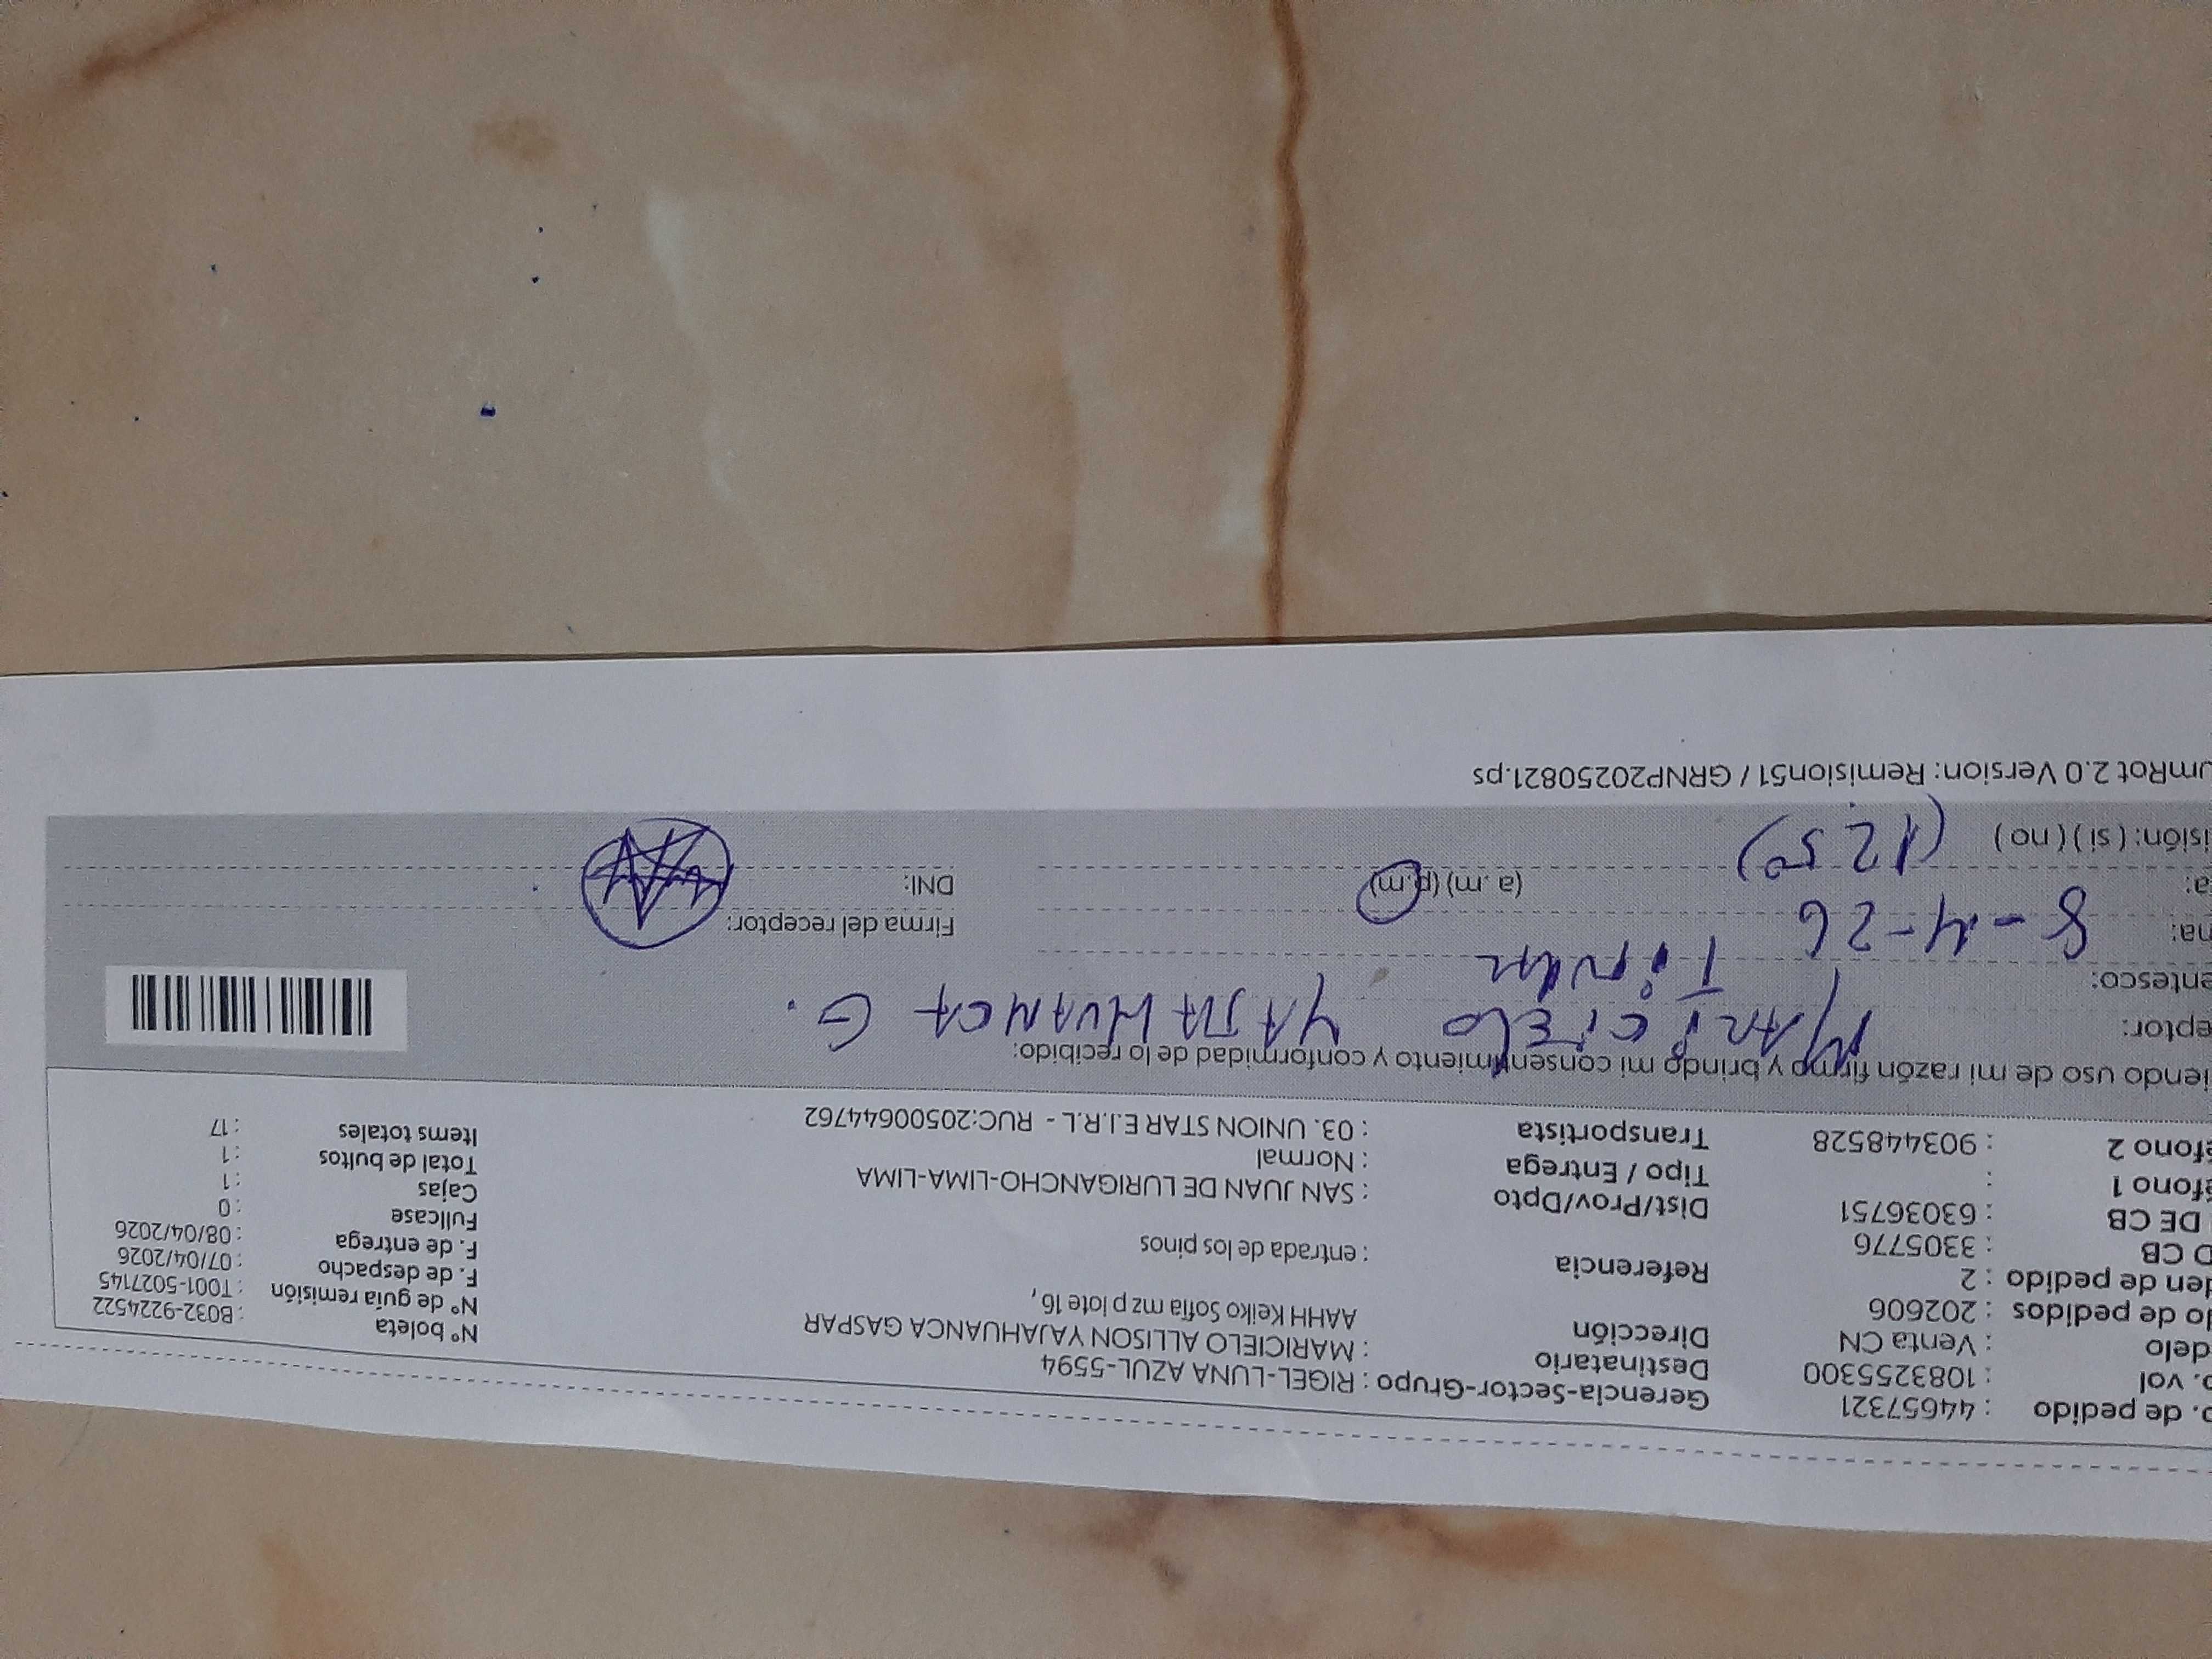 o. de pedido : 44657321 Gerencia-Sector-Grupo : RIGEL-LUNA AZUL-5594
o. vol : 1083255300 Destinatario : MARICIELO ALLISON YAJAHUANCA GASPAR
delo : Venta CN Dirección AAHH Keiko Sofia mz p lote 16,
lo de pedidos : 202606
den de pedido : 2 Referencia : entrada de los pinos
D CB : 3305776
DE CB : 63036751 Dist/Prov/Dpto : SAN JUAN DE LURIGANCHO-LIMA-LIMA
éfono 1 : Tipo / Entrega : Normal
éfono 2 : 903448528 Transportista : 03. UNION STAR E.I.R.L - RUC:20500644762
Nº boleta : B032-9224522
Nº de guía remisión : T001-5027145
F. de despacho : 07/04/2026
F. de entrega : 08/04/2026
Fullcase : 0
Cajas : 1
Total de bultos : 1
Items totales : 17
iendo uso de mi razón firmo y brindo mi consentimiento y conformidad de lo recibido:
eptor: MARiCiELO YAJAHUANCA G.
entesco: TiTULAR
ha: 8-4-26 Firma del receptor:
a: (12 50) (a .m) (p.m) DNI:
isión: ( si ) ( no )
umRot 2.0 Version: Remision51 / GRNP20250821.ps